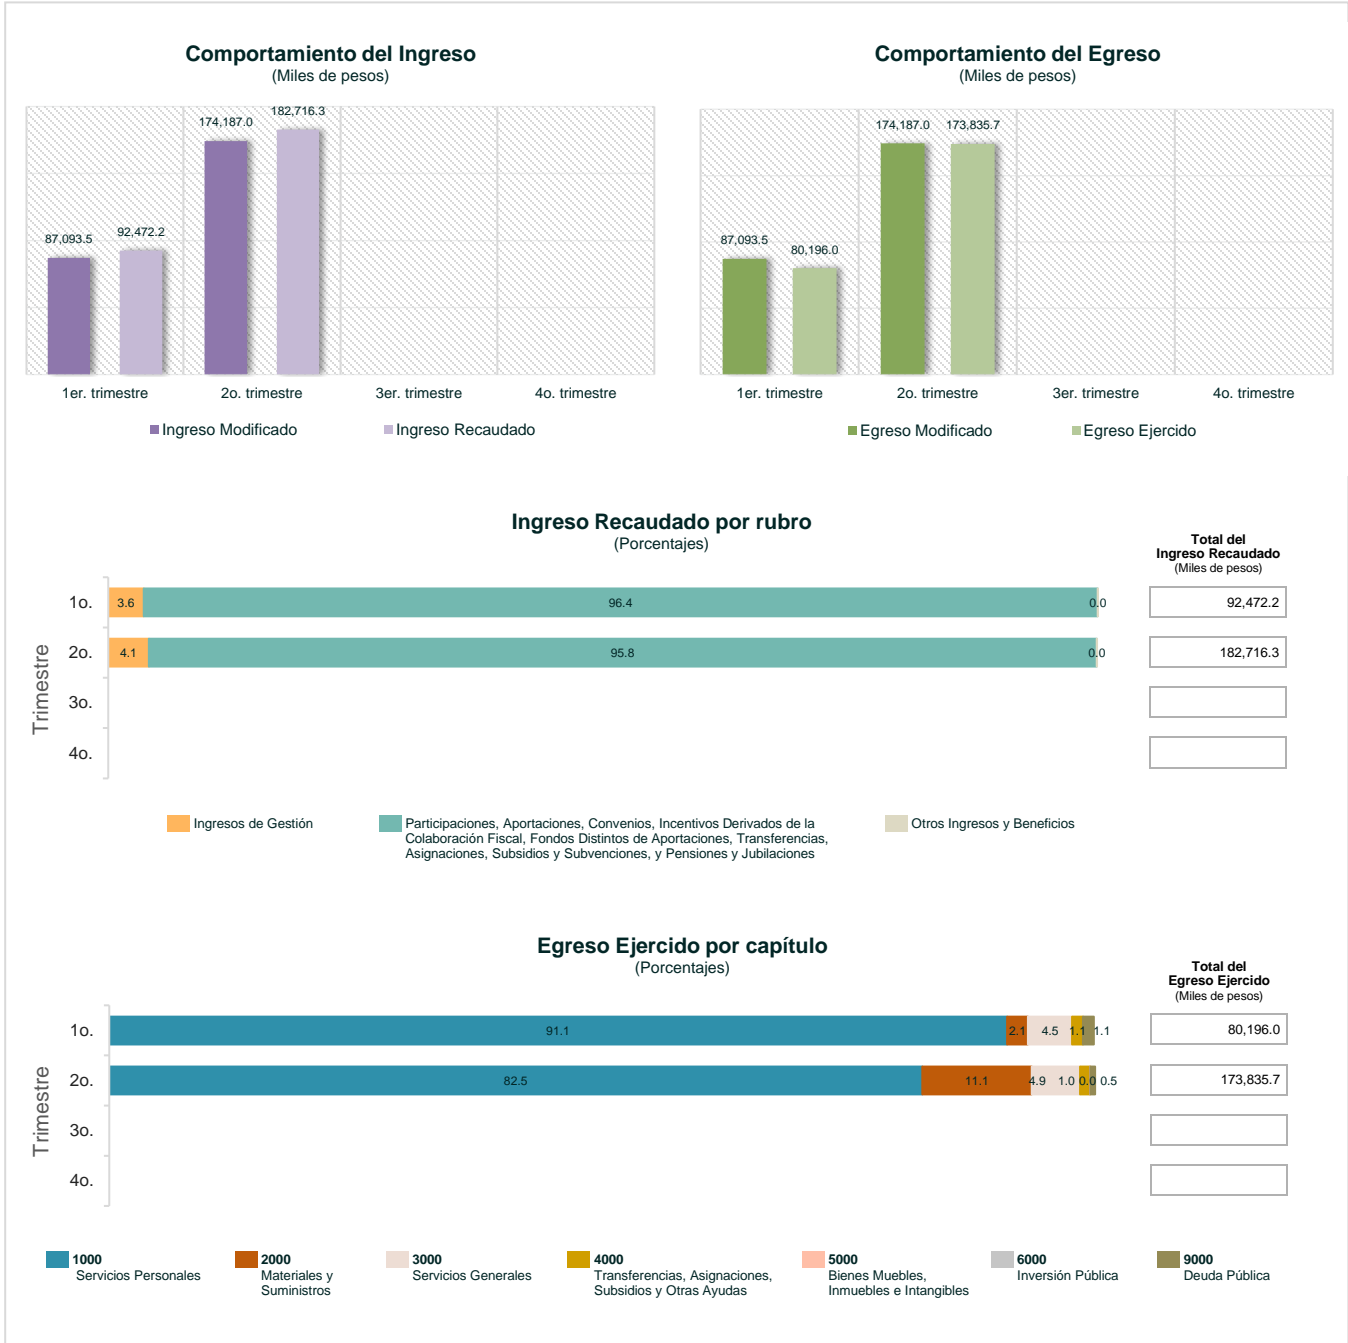 Comportamiento del Ingreso
(Miles de pesos)
87,093.5
92,472.2
174,187.0
182,716.3
1er. trimestre
2o. trimestre
3er. trimestre
4o. trimestre
Ingreso Modificado
Ingreso Recaudado
Comportamiento del Egreso
(Miles de pesos)
87,093.5
80,196.0
174,187.0
173,835.7
1er. trimestre
2o. trimestre
3er. trimestre
4o. trimestre
Egreso Modificado
Egreso Ejercido
Ingreso Recaudado por rubro
(Porcentajes)
Total del
Ingreso Recaudado
(Miles de pesos)
Trimestre
1o.
3.6
96.4
0.0
92,472.2
2o.
4.1
95.8
0.0
182,716.3
3o.
4o.
Ingresos de Gestión
Participaciones, Aportaciones, Convenios, Incentivos Derivados de la
Colaboración Fiscal, Fondos Distintos de Aportaciones, Transferencias,
Asignaciones, Subsidios y Subvenciones, y Pensiones y Jubilaciones
Otros Ingresos y Beneficios
Egreso Ejercido por capítulo
(Porcentajes)
Total del
Egreso Ejercido
(Miles de pesos)
Trimestre
1o.
91.1
2.1
4.5
1.1
1.1
80,196.0
2o.
82.5
11.1
4.9
1.0
0.0
0.5
173,835.7
3o.
4o.
1000
Servicios Personales
2000
Materiales y
Suministros
3000
Servicios Generales
4000
Transferencias, Asignaciones,
Subsidios y Otras Ayudas
5000
Bienes Muebles,
Inmuebles e Intangibles
6000
Inversión Pública
9000
Deuda Pública